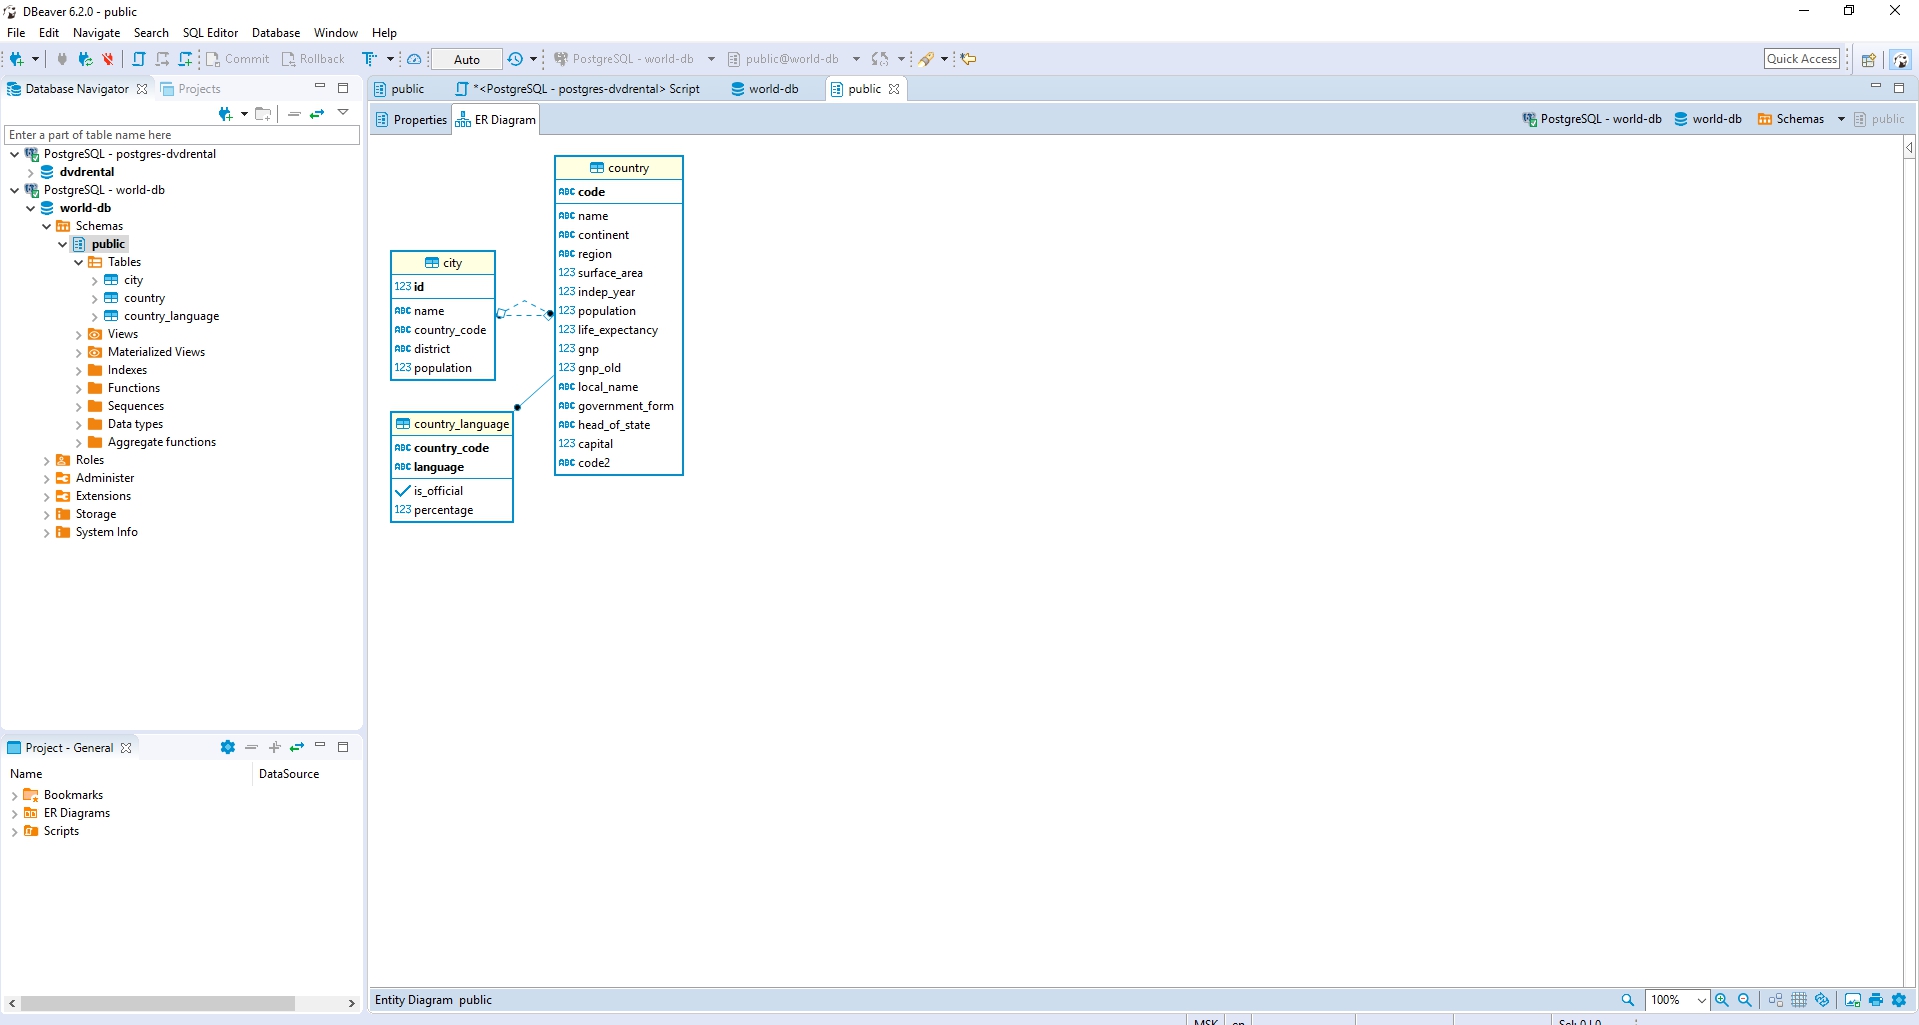 DBeaver 6.2.0 - public
File Edit Navigate Search SQL Editor Database Window Help
Commit Rollback Auto PostgreSQL - world-db public@world-db Quick Access
Database Navigator Projects
Enter a part of table name here
PostgreSQL - postgres-dvdrental
dvdrental
PostgreSQL - world-db
world-db
Schemas
public
Tables
city
country
country_language
Views
Materialized Views
Indexes
Functions
Sequences
Data types
Aggregate functions
Roles
Administer
Extensions
Storage
System Info
Project - General
Name DataSource
Bookmarks
ER Diagrams
Scripts
public *<PostgreSQL - postgres-dvdrental> Script world-db public
Properties ER Diagram PostgreSQL - world-db world-db Schemas public
city
123 id
ABC name
ABC country_code
ABC district
123 population
country
ABC code
ABC name
ABC continent
ABC region
123 surface_area
123 indep_year
123 population
123 life_expectancy
123 gnp
123 gnp_old
ABC local_name
ABC government_form
ABC head_of_state
123 capital
ABC code2
country_language
ABC country_code
ABC language
is_official
123 percentage
Entity Diagram public 100%
MSK en Sel: 0 | 0